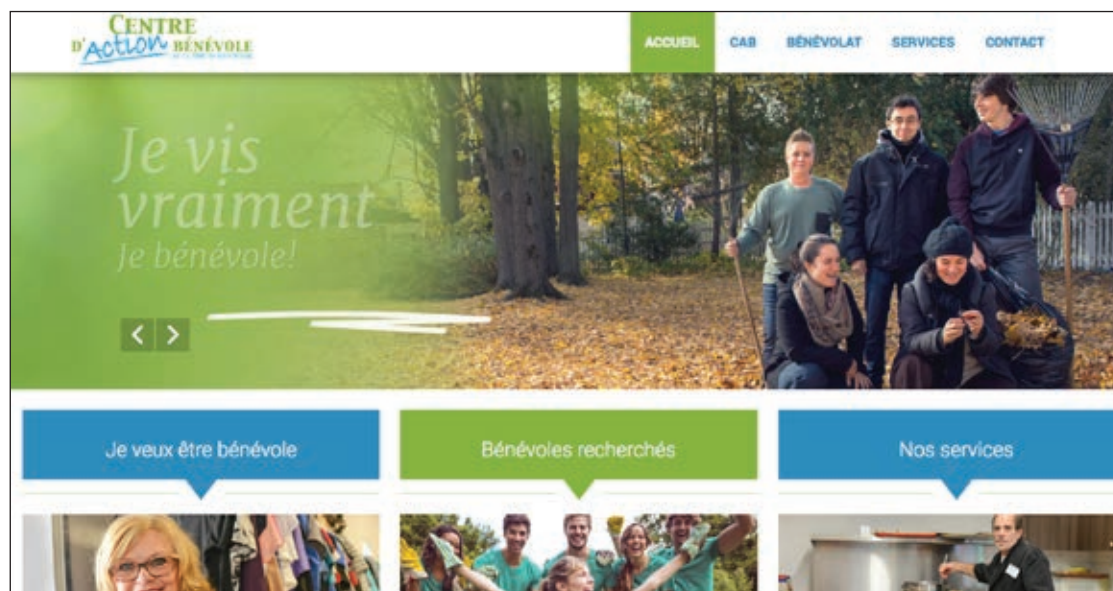 CENTRE
D'Action BÉNÉVOLE
ACCUEIL CAB BÉNÉVOLAT SERVICES CONTACT
Je vis
vraiment
je bénévole!
Je veux être bénévole
Bénévoles recherchés
Nos services